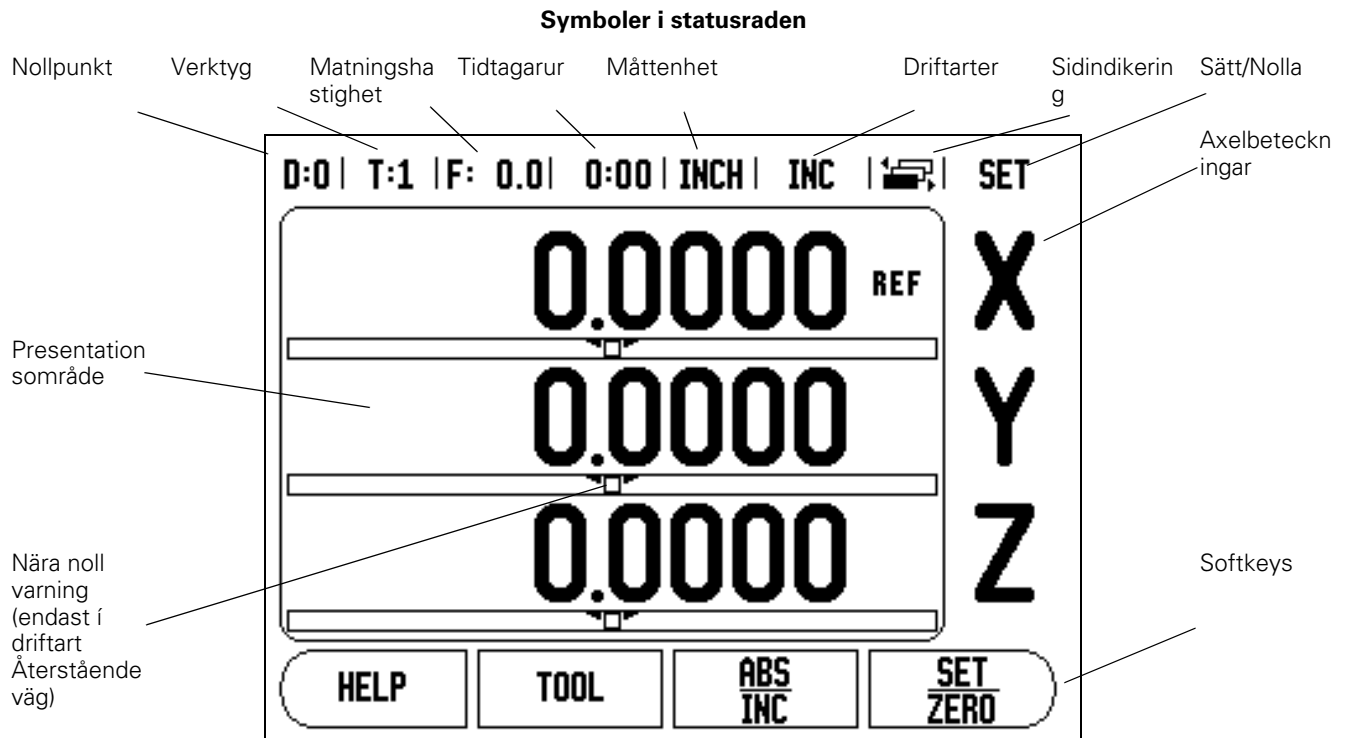 Symboler i statusraden
Nollpunkt Verktyg Matningsha Tidtagarur Måttenhet Driftarter Sidindikerin Sätt/Nolla
stighet g
Axelbeteckn
ingar
D:0 | T:1 |F: 0.0| 0:00 | INCH | INC | | SET
0.0000 REF X
Presentation
sområde
0.0000 Y
0.0000 Z
Nära noll
varning
(endast í
driftart
Återstående
väg)
Softkeys
HELP TOOL ABS SET
INC ZERO